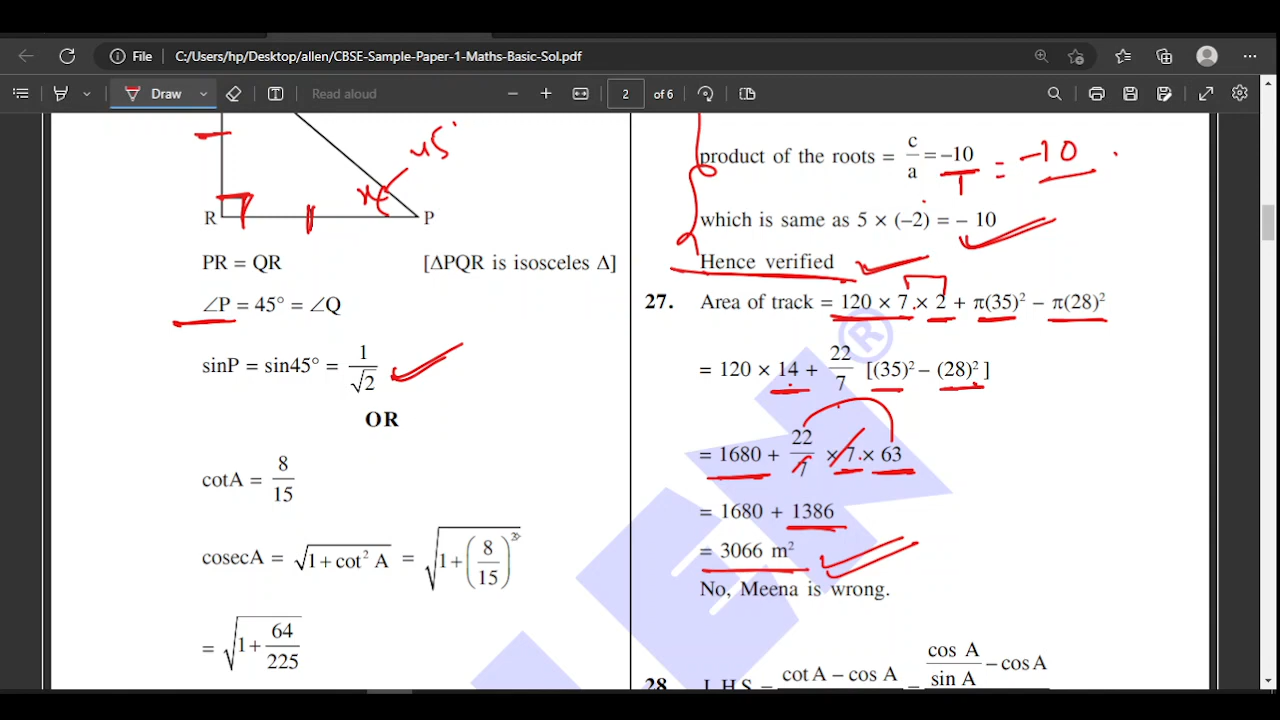 File C:/Users/hp/Desktop/allen/CBSE-Sample-Paper-1-Maths-Basic-Sol.pdf
Draw Read aloud 2 of 6
45°
R P
PR = QR [ΔPQR is isosceles Δ]
∠P = 45° = ∠Q
sinP = sin45° = 1/√2
OR
cotA = 8/15
cosecA = √(1 + cot² A) = √(1 + (8/15)²)
= √(1 + 64/225)
product of the roots = c/a = –10/1 = –10
which is same as 5 × (–2) = – 10
Hence verified
27. Area of track = 120 × 7 × 2 + π(35)² – π(28)²
= 120 × 14 + 22/7 [(35)² – (28)²]
= 1680 + 22/7 × 7 × 63
= 1680 + 1386
= 3066 m²
No, Meena is wrong.
28 L.H.S = cot A – cos A = cos A/sin A – cos A